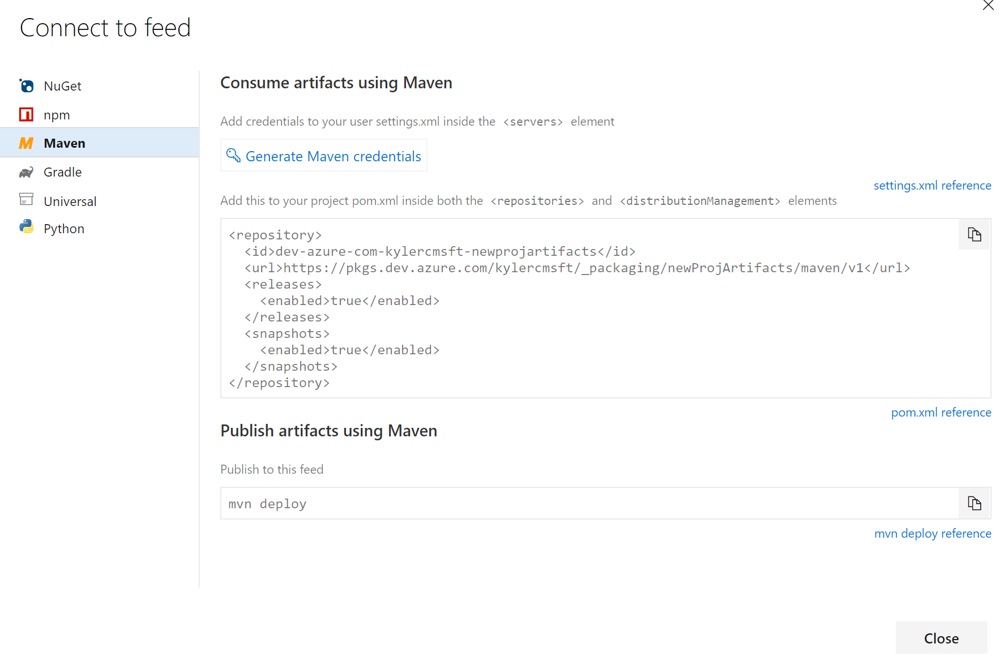 Connect to feed
NuGet
npm
Maven
Gradle
Universal
Python
Consume artifacts using Maven
Add credentials to your user settings.xml inside the <servers> element
Generate Maven credentials
settings.xml reference
Add this to your project pom.xml inside both the <repositories> and <distributionManagement> elements
<repository>
  <id>dev-azure-com-kylercmsft-newprojartifacts</id>
  <url>https://pkgs.dev.azure.com/kylercmsft/_packaging/newProjArtifacts/maven/v1</url>
  <releases>
    <enabled>true</enabled>
  </releases>
  <snapshots>
    <enabled>true</enabled>
  </snapshots>
</repository>
pom.xml reference
Publish artifacts using Maven
Publish to this feed
mvn deploy
mvn deploy reference
Close